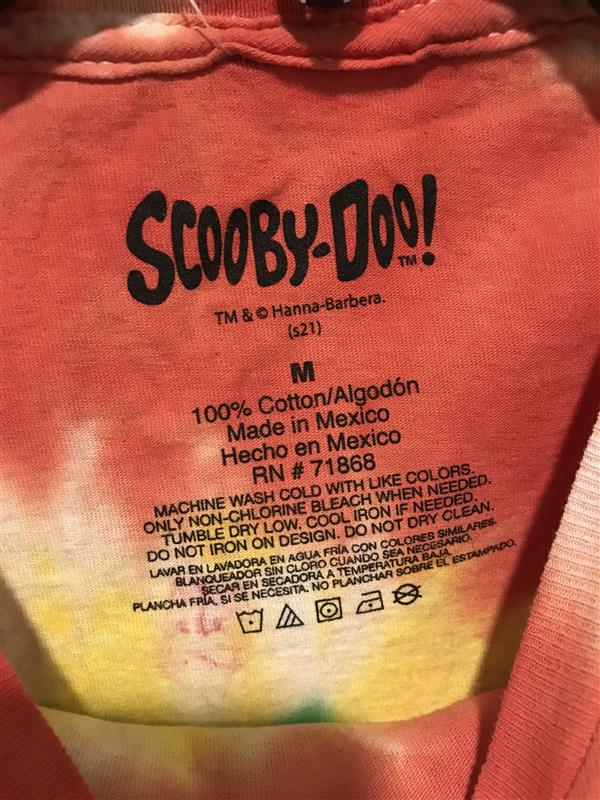 SCOOBY-DOO!™
TM & © Hanna-Barbera.
(s21)
M
100% Cotton/Algodón
Made in Mexico
Hecho en Mexico
RN # 71868
MACHINE WASH COLD WITH LIKE COLORS.
ONLY NON-CHLORINE BLEACH WHEN NEEDED.
TUMBLE DRY LOW. COOL IRON IF NEEDED.
DO NOT IRON ON DESIGN. DO NOT DRY CLEAN.
LAVAR EN LAVADORA EN AGUA FRÍA CON COLORES SIMILARES.
BLANQUEADOR SIN CLORO CUANDO SEA NECESARIO.
SECAR EN SECADORA A TEMPERATURA BAJA.
PLANCHA FRÍA, SI SE NECESITA. NO PLANCHAR SOBRE EL ESTAMPADO.